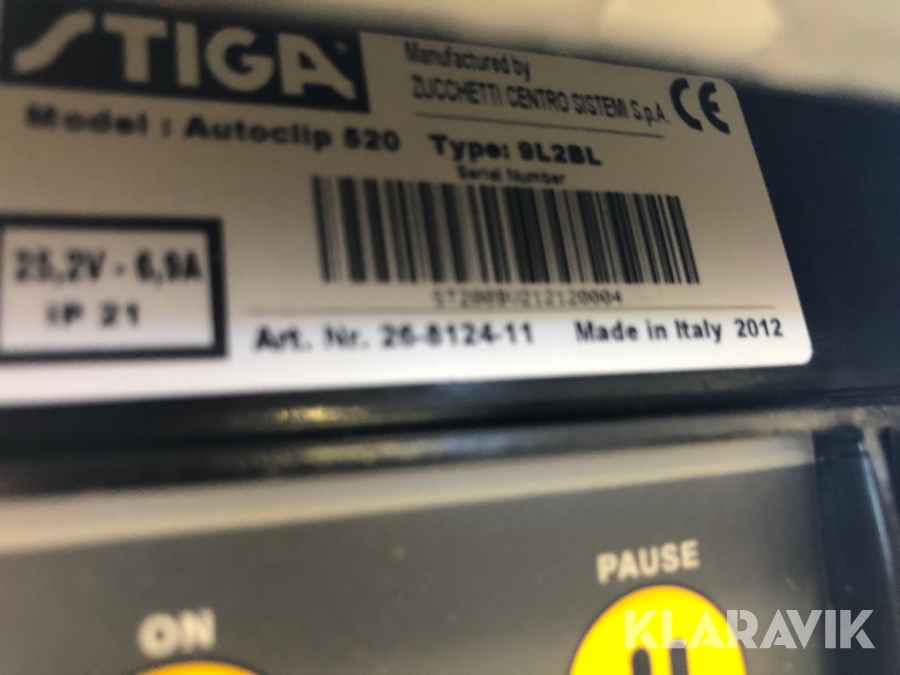 STIGA
Manufactured by
ZUCCHETTI CENTRO SISTEMI S.p.A.
CE
Model : Autoclip 520 Type: 9L2BL
Serial Number
25,2V - 6,9A
IP 21
Art. Nr. 26-8124-11 Made in Italy 2012
PAUSE
ON
KLARAVIK